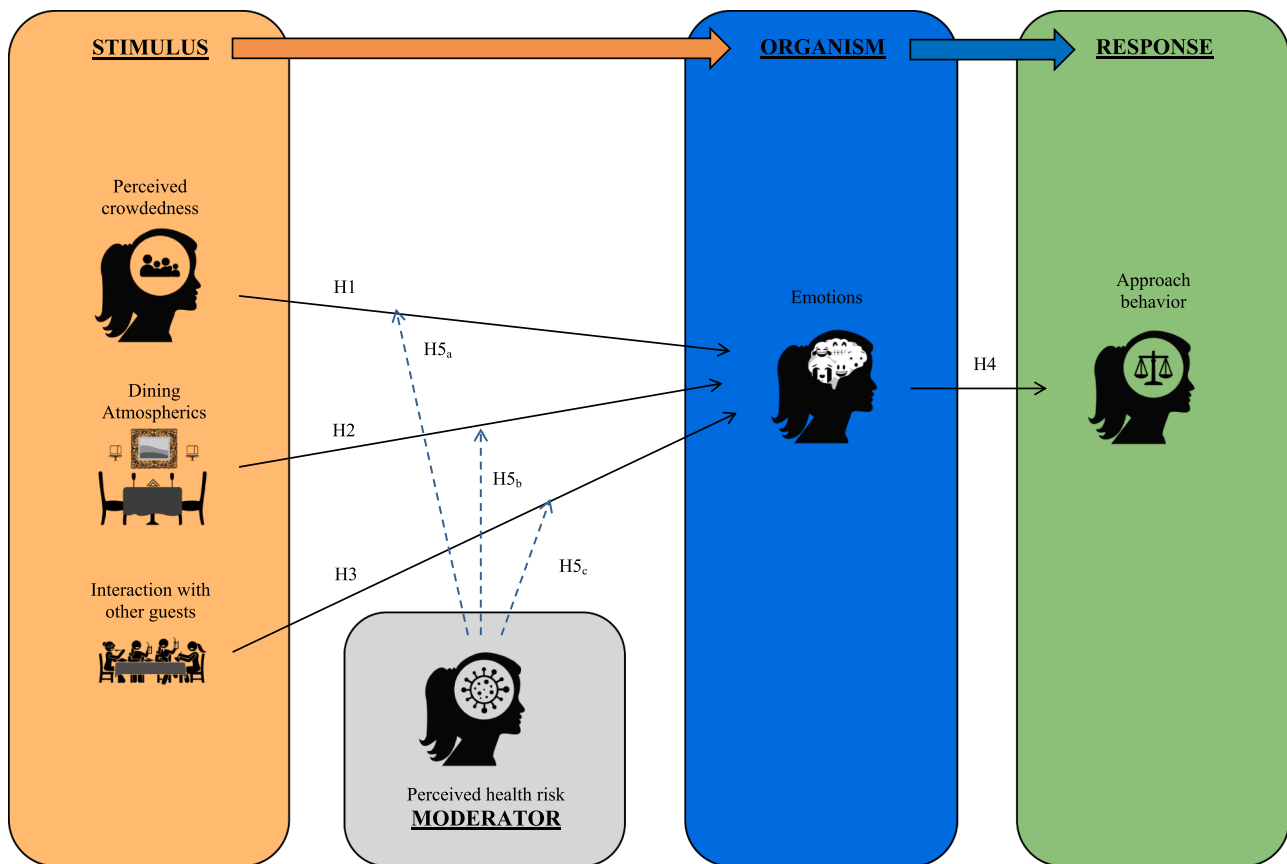 STIMULUS
ORGANISM
RESPONSE
Perceived
crowdedness
H1
H5a
Emotions
Approach
behavior
H4
Dining
Atmospherics
H2
H5b
H3
H5c
Interaction with
other guests
Perceived health risk
MODERATOR